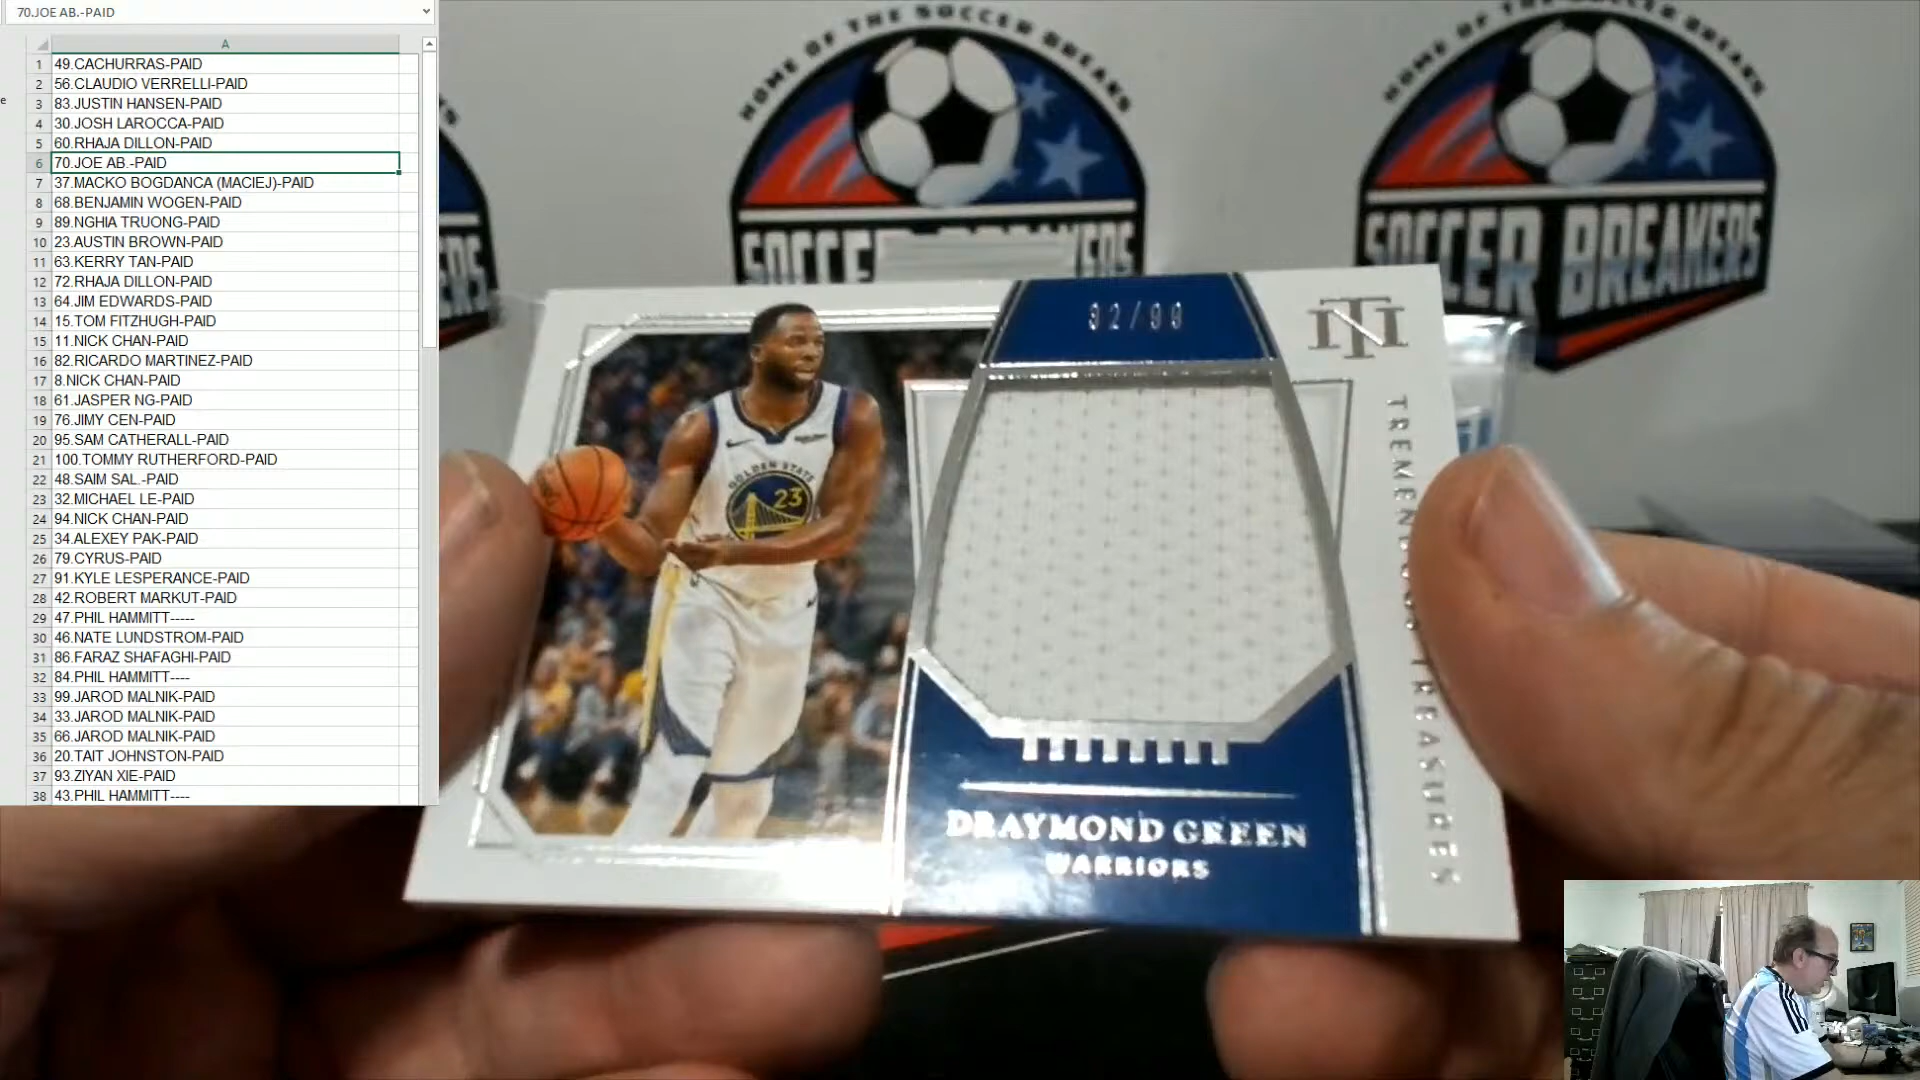 70.JOE AB.-PAID
A
1 49.CACHURRAS-PAID
2 56.CLAUDIO VERRELLI-PAID
3 83.JUSTIN HANSEN-PAID
4 30.JOSH LAROCCA-PAID
5 60.RHAJA DILLON-PAID
6 70.JOE AB.-PAID
7 37.MACKO BOGDANCA (MACIEJ)-PAID
8 68.BENJAMIN WOGEN-PAID
9 89.NGHIA TRUONG-PAID
10 23.AUSTIN BROWN-PAID
11 63.KERRY TAN-PAID
12 72.RHAJA DILLON-PAID
13 64.JIM EDWARDS-PAID
14 15.TOM FITZHUGH-PAID
15 11.NICK CHAN-PAID
16 82.RICARDO MARTINEZ-PAID
17 8.NICK CHAN-PAID
18 61.JASPER NG-PAID
19 76.JIMY CEN-PAID
20 95.SAM CATHERALL-PAID
21 100.TOMMY RUTHERFORD-PAID
22 48.SAIM SAL.-PAID
23 32.MICHAEL LE-PAID
24 94.NICK CHAN-PAID
25 34.ALEXEY PAK-PAID
26 79.CYRUS-PAID
27 91.KYLE LESPERANCE-PAID
28 42.ROBERT MARKUT-PAID
29 47.PHIL HAMMITT-----
30 46.NATE LUNDSTROM-PAID
31 86.FARAZ SHAFAGHI-PAID
32 84.PHIL HAMMITT----
33 99.JAROD MALNIK-PAID
34 33.JAROD MALNIK-PAID
35 66.JAROD MALNIK-PAID
36 20.TAIT JOHNSTON-PAID
37 93.ZIYAN XIE-PAID
38 43.PHIL HAMMITT----
HOME OF THE SOCCER BREAKS
SOCCER BREAKERS
HOME OF THE SOCCER BREAKS
SOCCER BREAKERS
GOLDEN STATE
23
DRAYMOND GREEN
WARRIORS